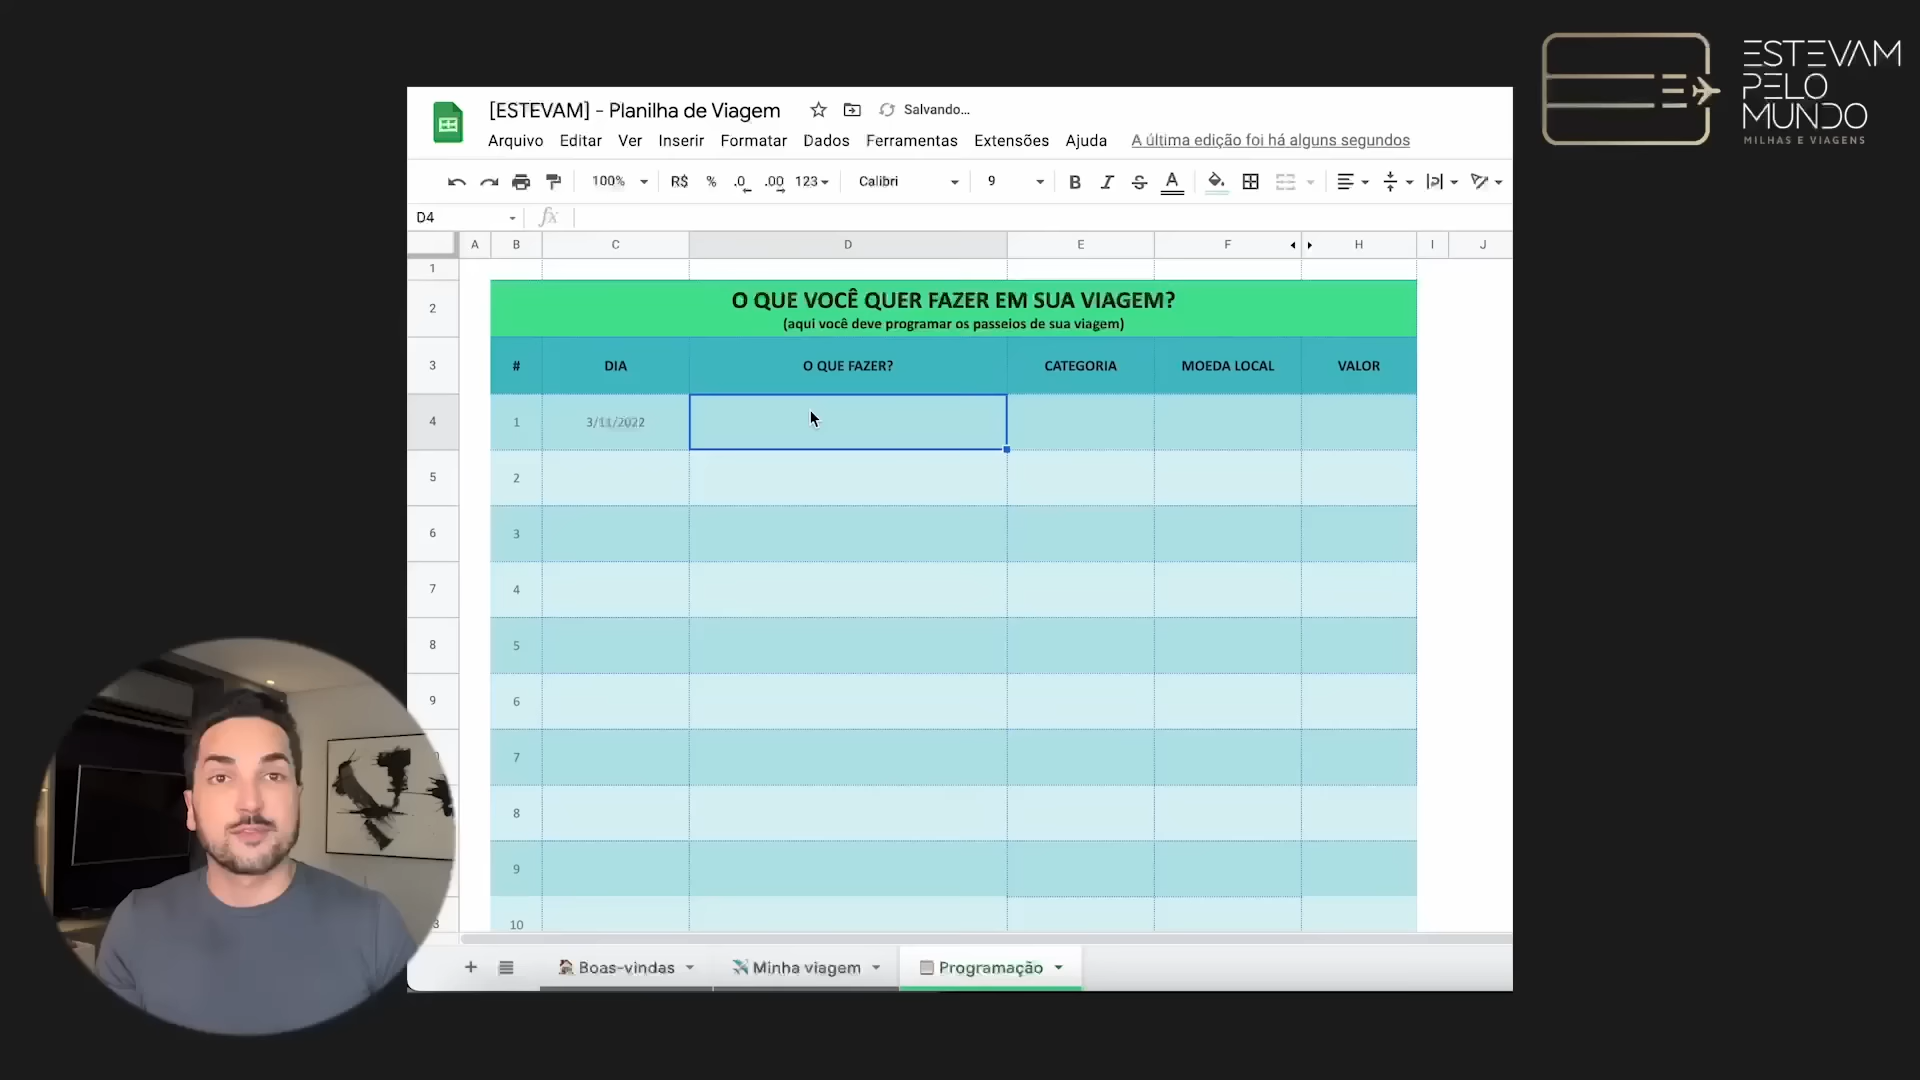 ESTEVAM
PELO
MUNDO
MILHAS E VIAGENS
[ESTEVAM] - Planilha de Viagem
Salvando...
Arquivo Editar Ver Inserir Formatar Dados Ferramentas Extensões Ajuda A última edição foi há alguns segundos
100% R$ % .0 .00 123 Calibri 9 B I S A
D4 fx
A B C D E F H I J
1
2 O QUE VOCÊ QUER FAZER EM SUA VIAGEM?
(aqui você deve programar os passeios de sua viagem)
3 # DIA O QUE FAZER? CATEGORIA MOEDA LOCAL VALOR
4 1 3/11/2022
5 2
6 3
7 4
8 5
9 6
7
8
9
3 10
+ Boas-vindas Minha viagem Programação